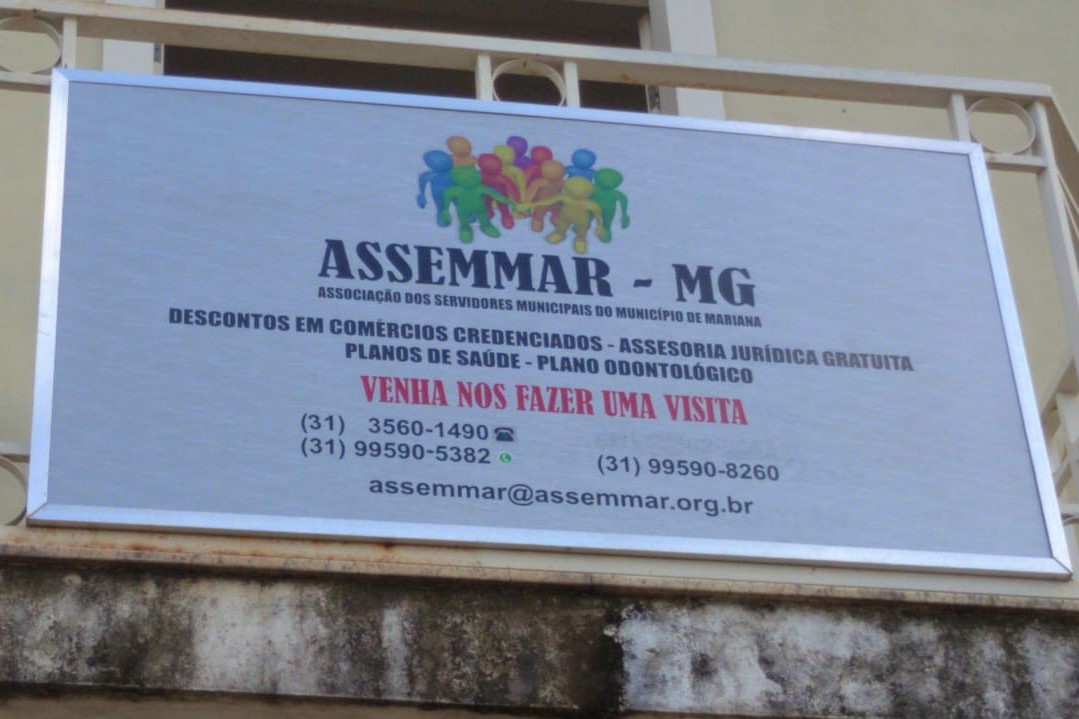 ASSEMMAR - MG
ASSOCIAÇÃO DOS SERVIDORES MUNICIPAIS DO MUNICÍPIO DE MARIANA
DESCONTOS EM COMÉRCIOS CREDENCIADOS - ASSESORIA JURÍDICA GRATUITA
PLANOS DE SAÚDE - PLANO ODONTOLÓGICO
VENHA NOS FAZER UMA VISITA
(31) 3560-1490
(31) 99590-5382 (31) 99590-8260
assemmar@assemmar.org.br